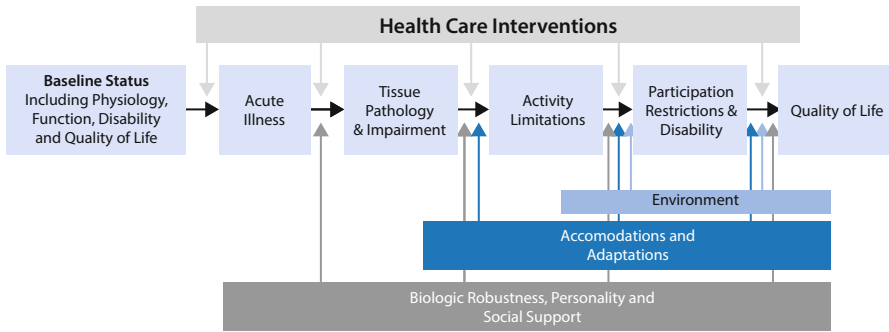 Health Care Interventions
Baseline Status
Including Physiology,
Function, Disability
and Quality of Life
Acute
Illness
Tissue
Pathology
& Impairment
Activity
Limitations
Participation
Restrictions &
Disability
Quality of Life
Environment
Accomodations and
Adaptations
Biologic Robustness, Personality and
Social Support